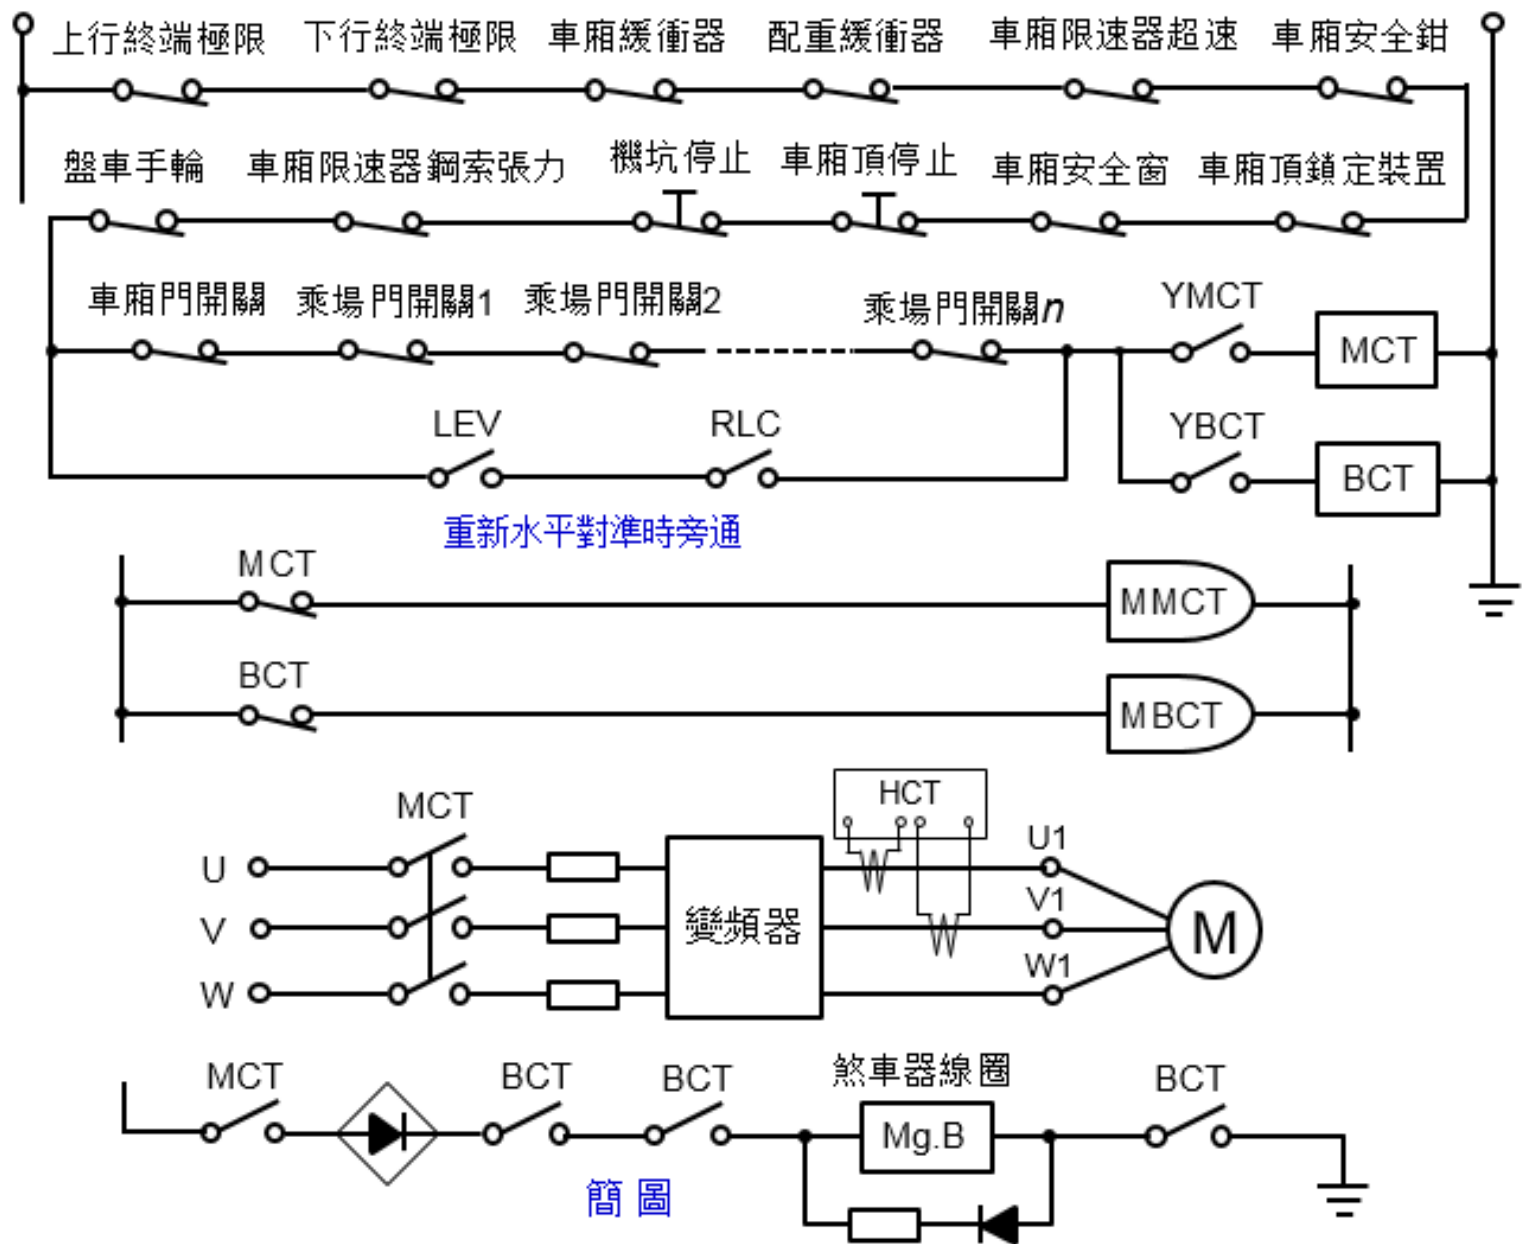 上行終端極限 下行終端極限 車廂緩衝器 配重緩衝器 車廂限速器超速 車廂安全鉗
盤車手輪 車廂限速器鋼索張力 機坑停止 車廂頂停止 車廂安全窗 車廂頂鎖定裝置
車廂門開關 乘場門開關1 乘場門開關2 乘場門開關n YMCT MCT
LEV RLC YBCT BCT
重新水平對準時旁通
MCT MMCT
BCT MBCT
HCT
MCT U1
U
V1
V 變頻器 M
W1
W
MCT BCT BCT 煞車器線圈 BCT
Mg.B
簡圖